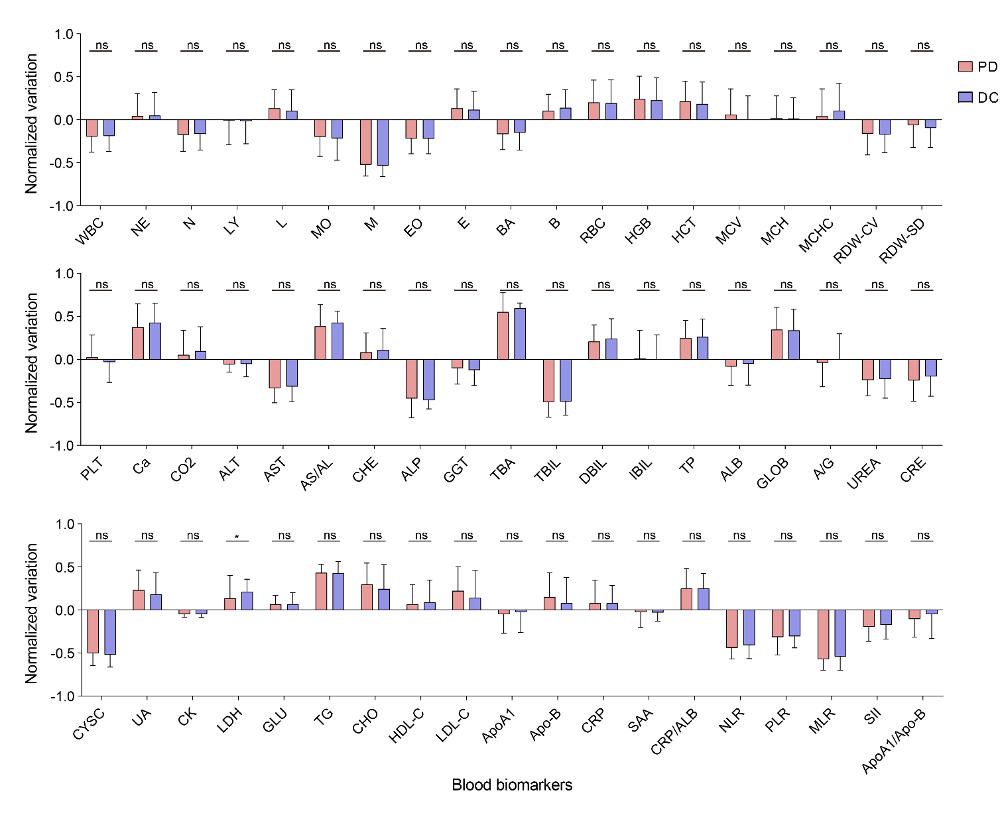 1.0
0.5
0.0
-0.5
-1.0
Normalized variation
ns ns ns ns ns ns ns ns ns ns ns ns ns ns ns ns ns ns ns
PD
DC
WBC NE N LY L MO M EO E BA B RBC HGB HCT MCV MCH MCHC RDW-CV RDW-SD
1.0
0.5
0.0
-0.5
-1.0
Normalized variation
ns ns ns ns ns ns ns ns ns ns ns ns ns ns ns ns ns ns ns
PLT Ca CO2 ALT AST AS/AL CHE ALP GGT TBA TBIL DBIL IBIL TP ALB GLOB A/G UREA CRE
1.0
0.5
0.0
-0.5
-1.0
Normalized variation
ns ns ns * ns ns ns ns ns ns ns ns ns ns ns ns ns ns ns
CYSC UA CK LDH GLU TG CHO HDL-C LDL-C ApoA1 Apo-B CRP SAA CRP/ALB NLR PLR MLR SII ApoA1/Apo-B
Blood biomarkers